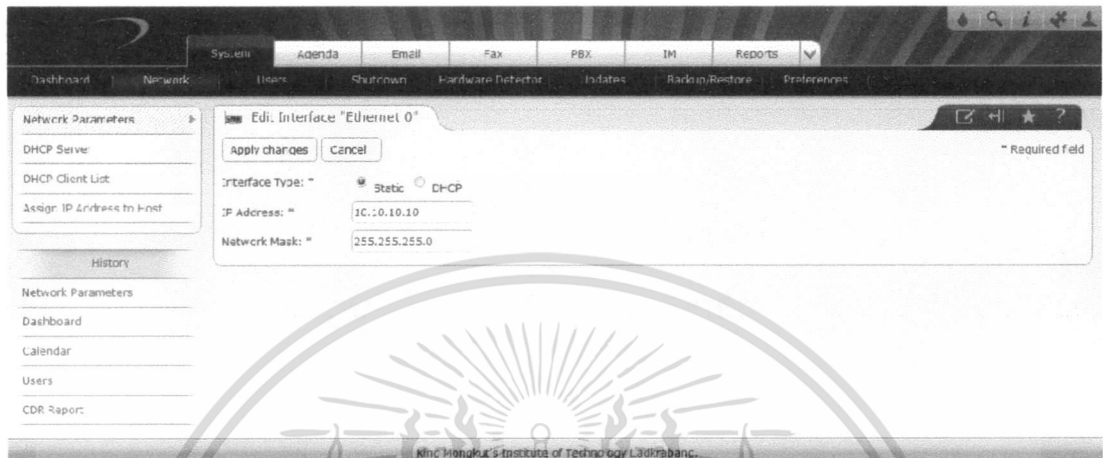 System Agenda Email Fax PBX IM Reports
Dashboard Network Users Shutdown Hardware Detector Updates Backup/Restore Preferences
Network Parameters
DHCP Server
DHCP Client List
Assign IP Address to Host
History
Network Parameters
Dashboard
Calendar
Users
CDR Report
Edit Interface "Ethernet 0"
Apply changes Cancel
* Required field
Interface Type: * Static DHCP
IP Address: * 10.10.10.10
Network Mask: * 255.255.255.0
King Mongkut's Institute of Technology Ladkrabang.